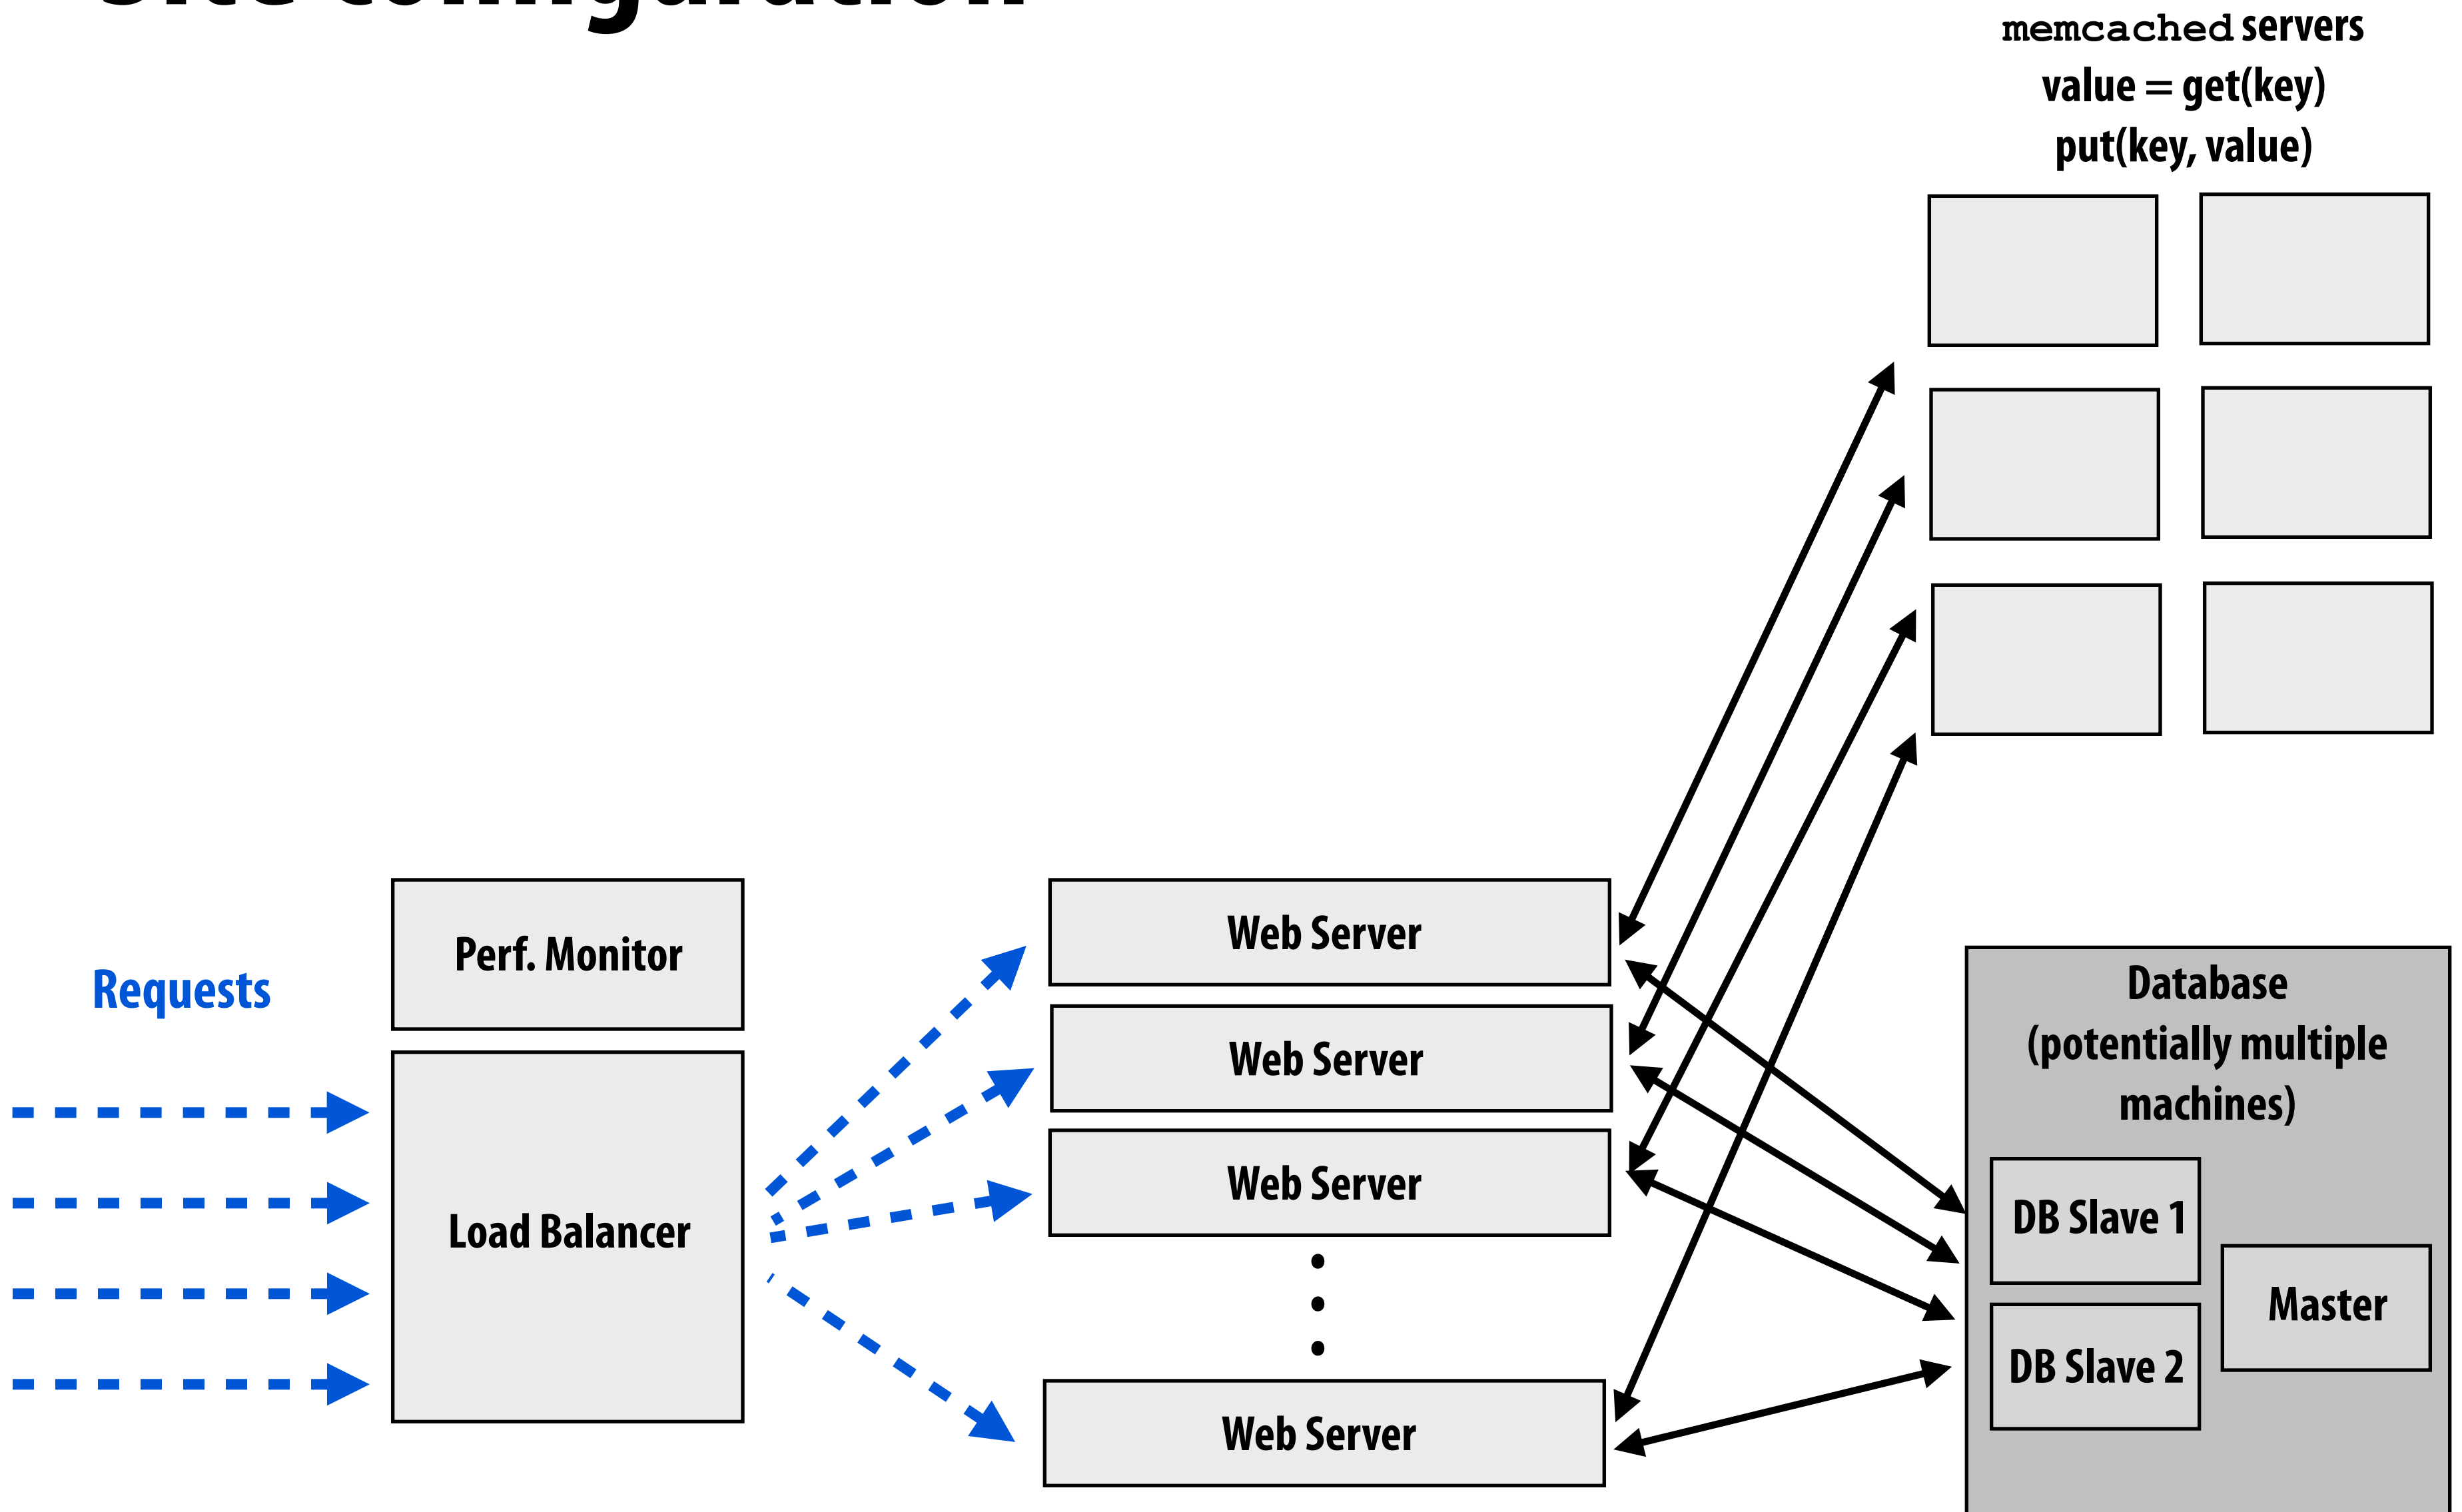 memcached servers
value = get(key)
put(key, value)
Requests
Perf. Monitor
Load Balancer
Web Server
Web Server
Web Server
Web Server
Database
(potentially multiple
machines)
DB Slave 1
Master
DB Slave 2